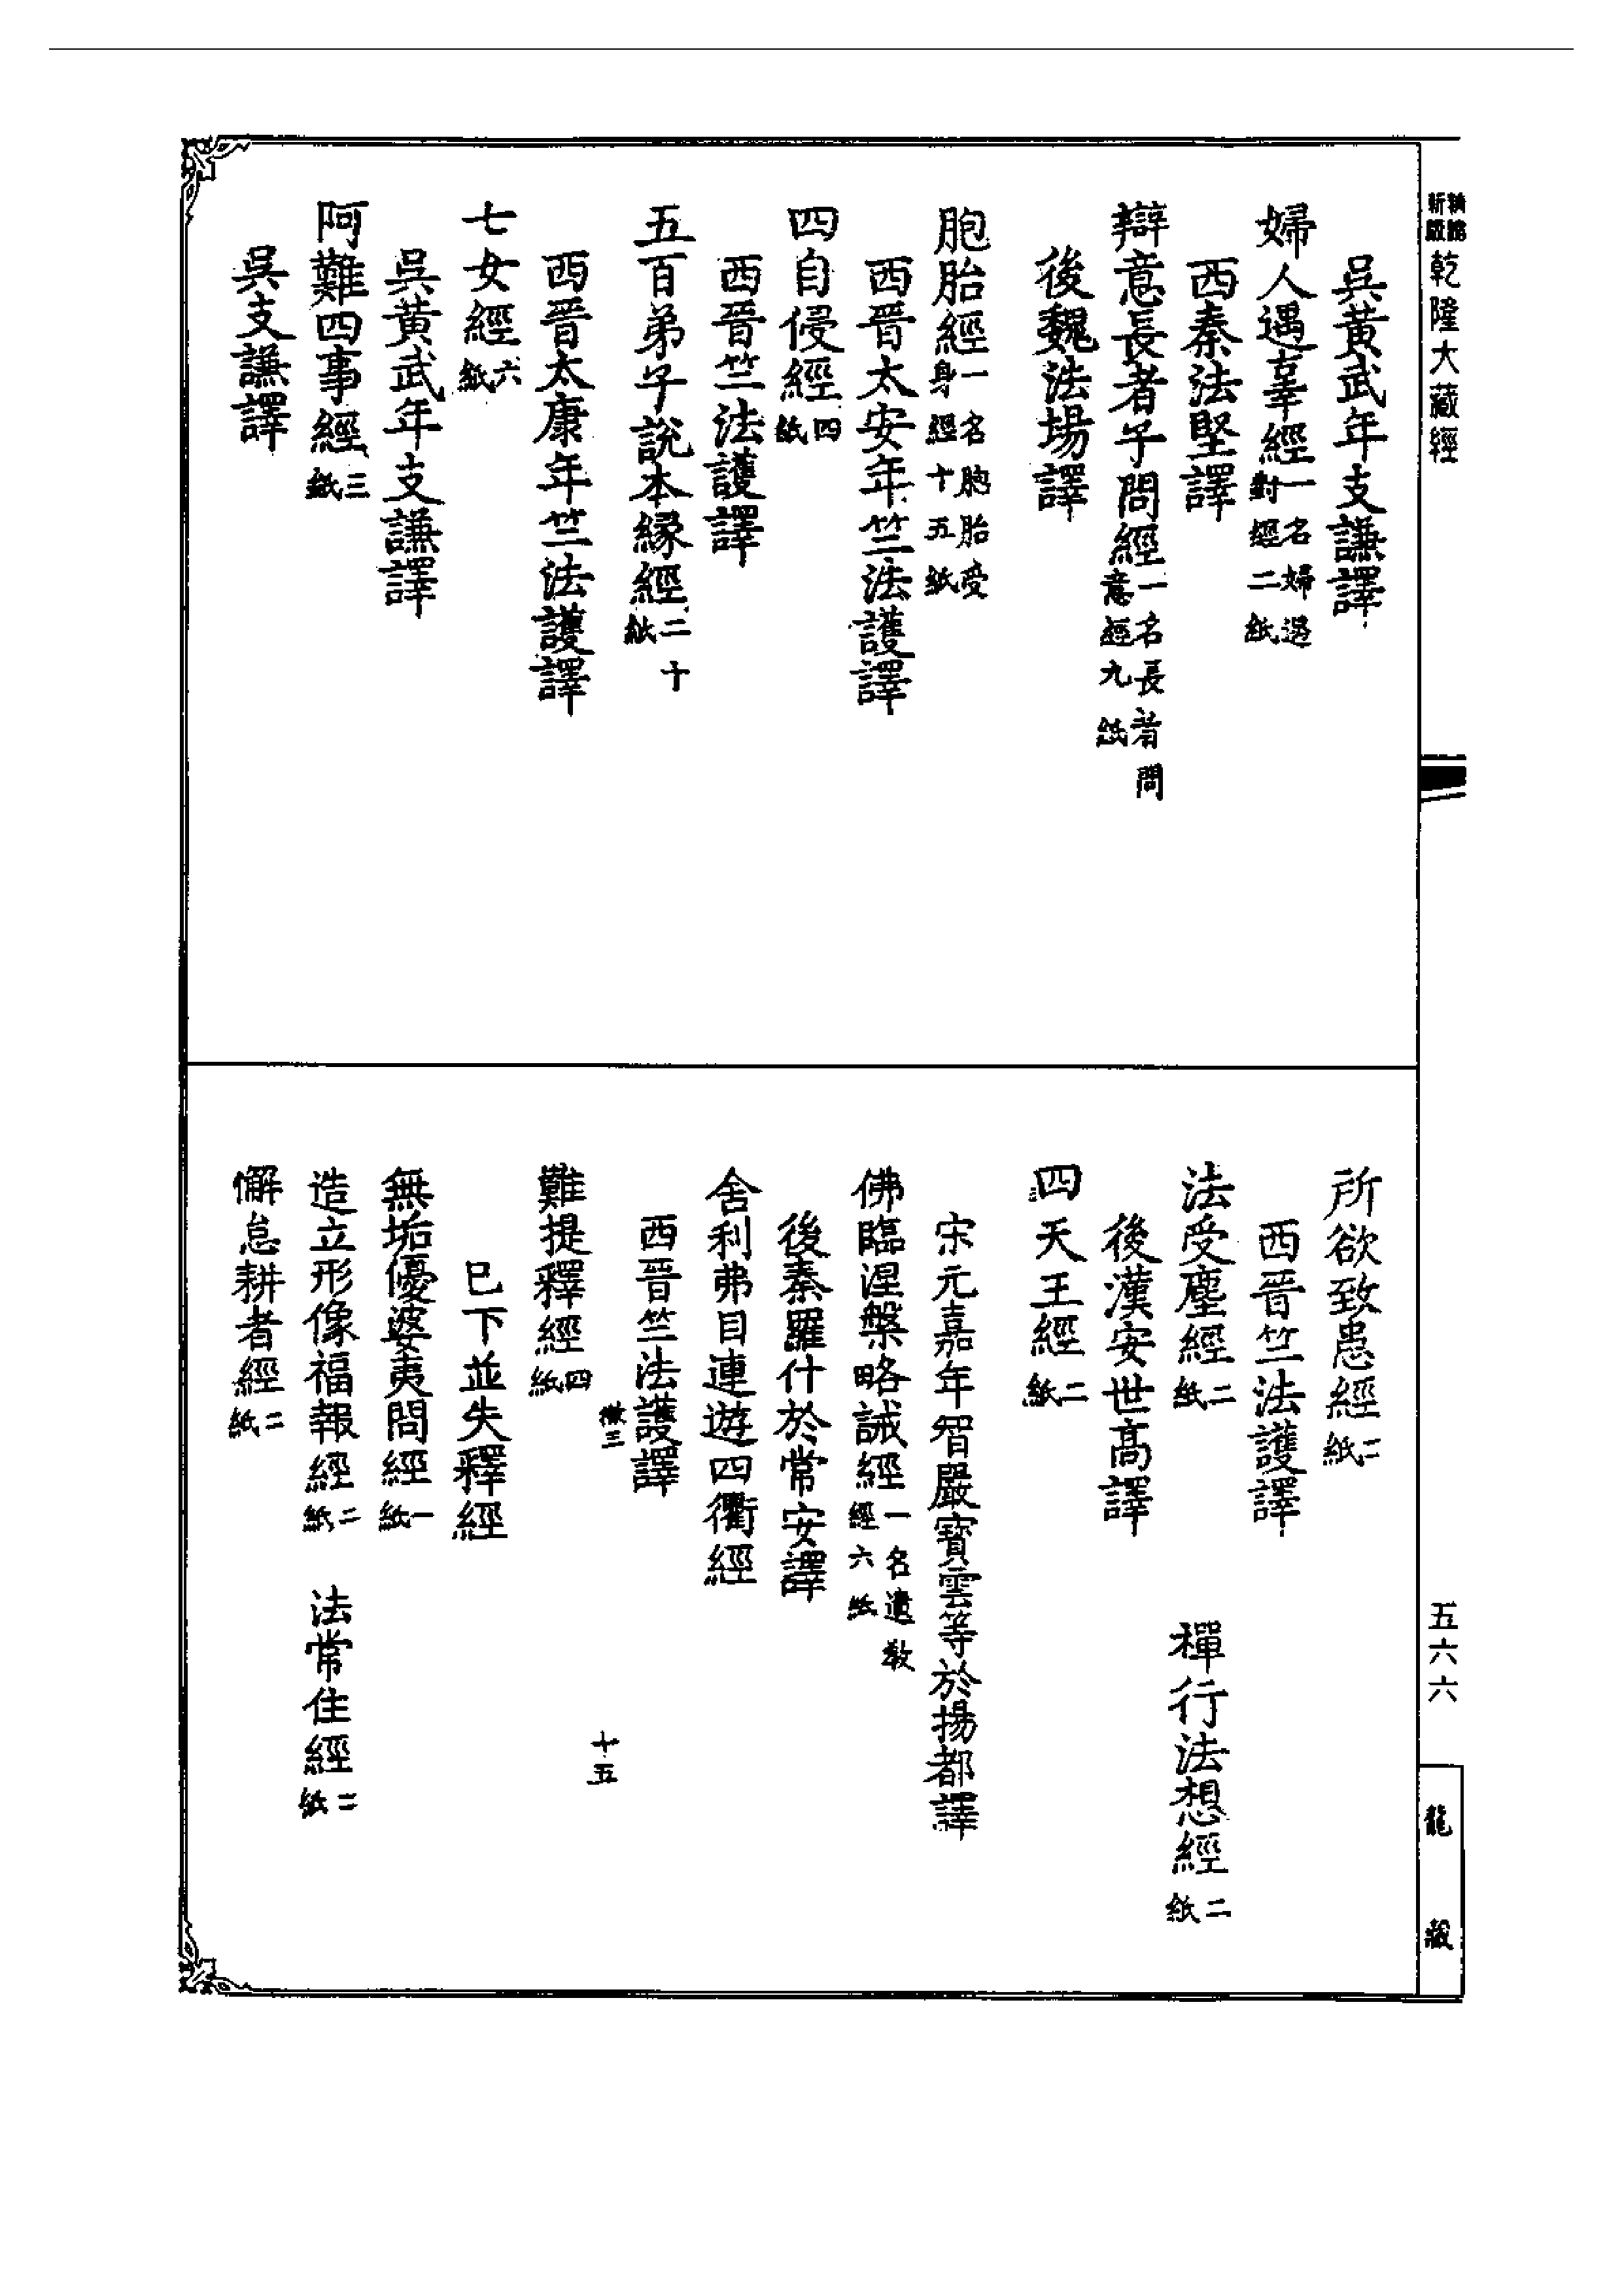 新編縮版
乾隆大藏經
吳黃武年支謙譯
婦人遇辜經一名婦遇對經二紙
西秦法堅譯
辯意長者子問經一名長者問意經九紙
後魏法場譯
胞胎經一名胞胎受身經十五紙
西晉太安年竺法護譯
四自侵經四紙
西晉竺法護譯
五百弟子說本緣經二十紙
西晉太康年竺法護譯
七女經六紙
吳黃武年支謙譯
阿難四事經三紙
吳支謙譯
所欲致患經二紙
西晉竺法護譯
法受塵經二紙 禪行法想經二紙
後漢安世高譯
四天王經二紙
宋元嘉年智嚴寶雲等於揚都譯
佛臨涅槃略誡經一名遺教經六紙
後秦羅什於常安譯
舍利弗目連遊四衢經
西晉竺法護譯
微三 十五
難提釋經四紙
已下並失釋經
無垢優婆夷問經一紙
造立形像福報經二紙 法常住經二紙
懈怠耕者經二紙
五六六
龍藏